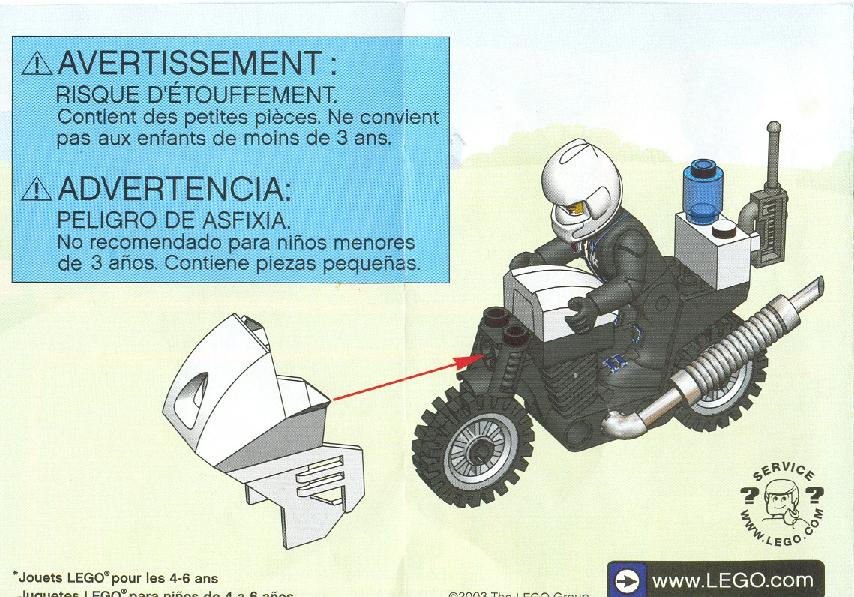 AVERTISSEMENT :
RISQUE D'ÉTOUFFEMENT.
Contient des petites pièces. Ne convient
pas aux enfants de moins de 3 ans.
ADVERTENCIA:
PELIGRO DE ASFIXIA.
No recomendado para niños menores
de 3 años. Contiene piezas pequeñas.
SERVICE
? ?
WWW.LEGO.COM
*Jouets LEGO® pour les 4-6 ans
Juguetes LEGO® para niños de 4 a 6 años
©2003 The LEGO Group
www.LEGO.com